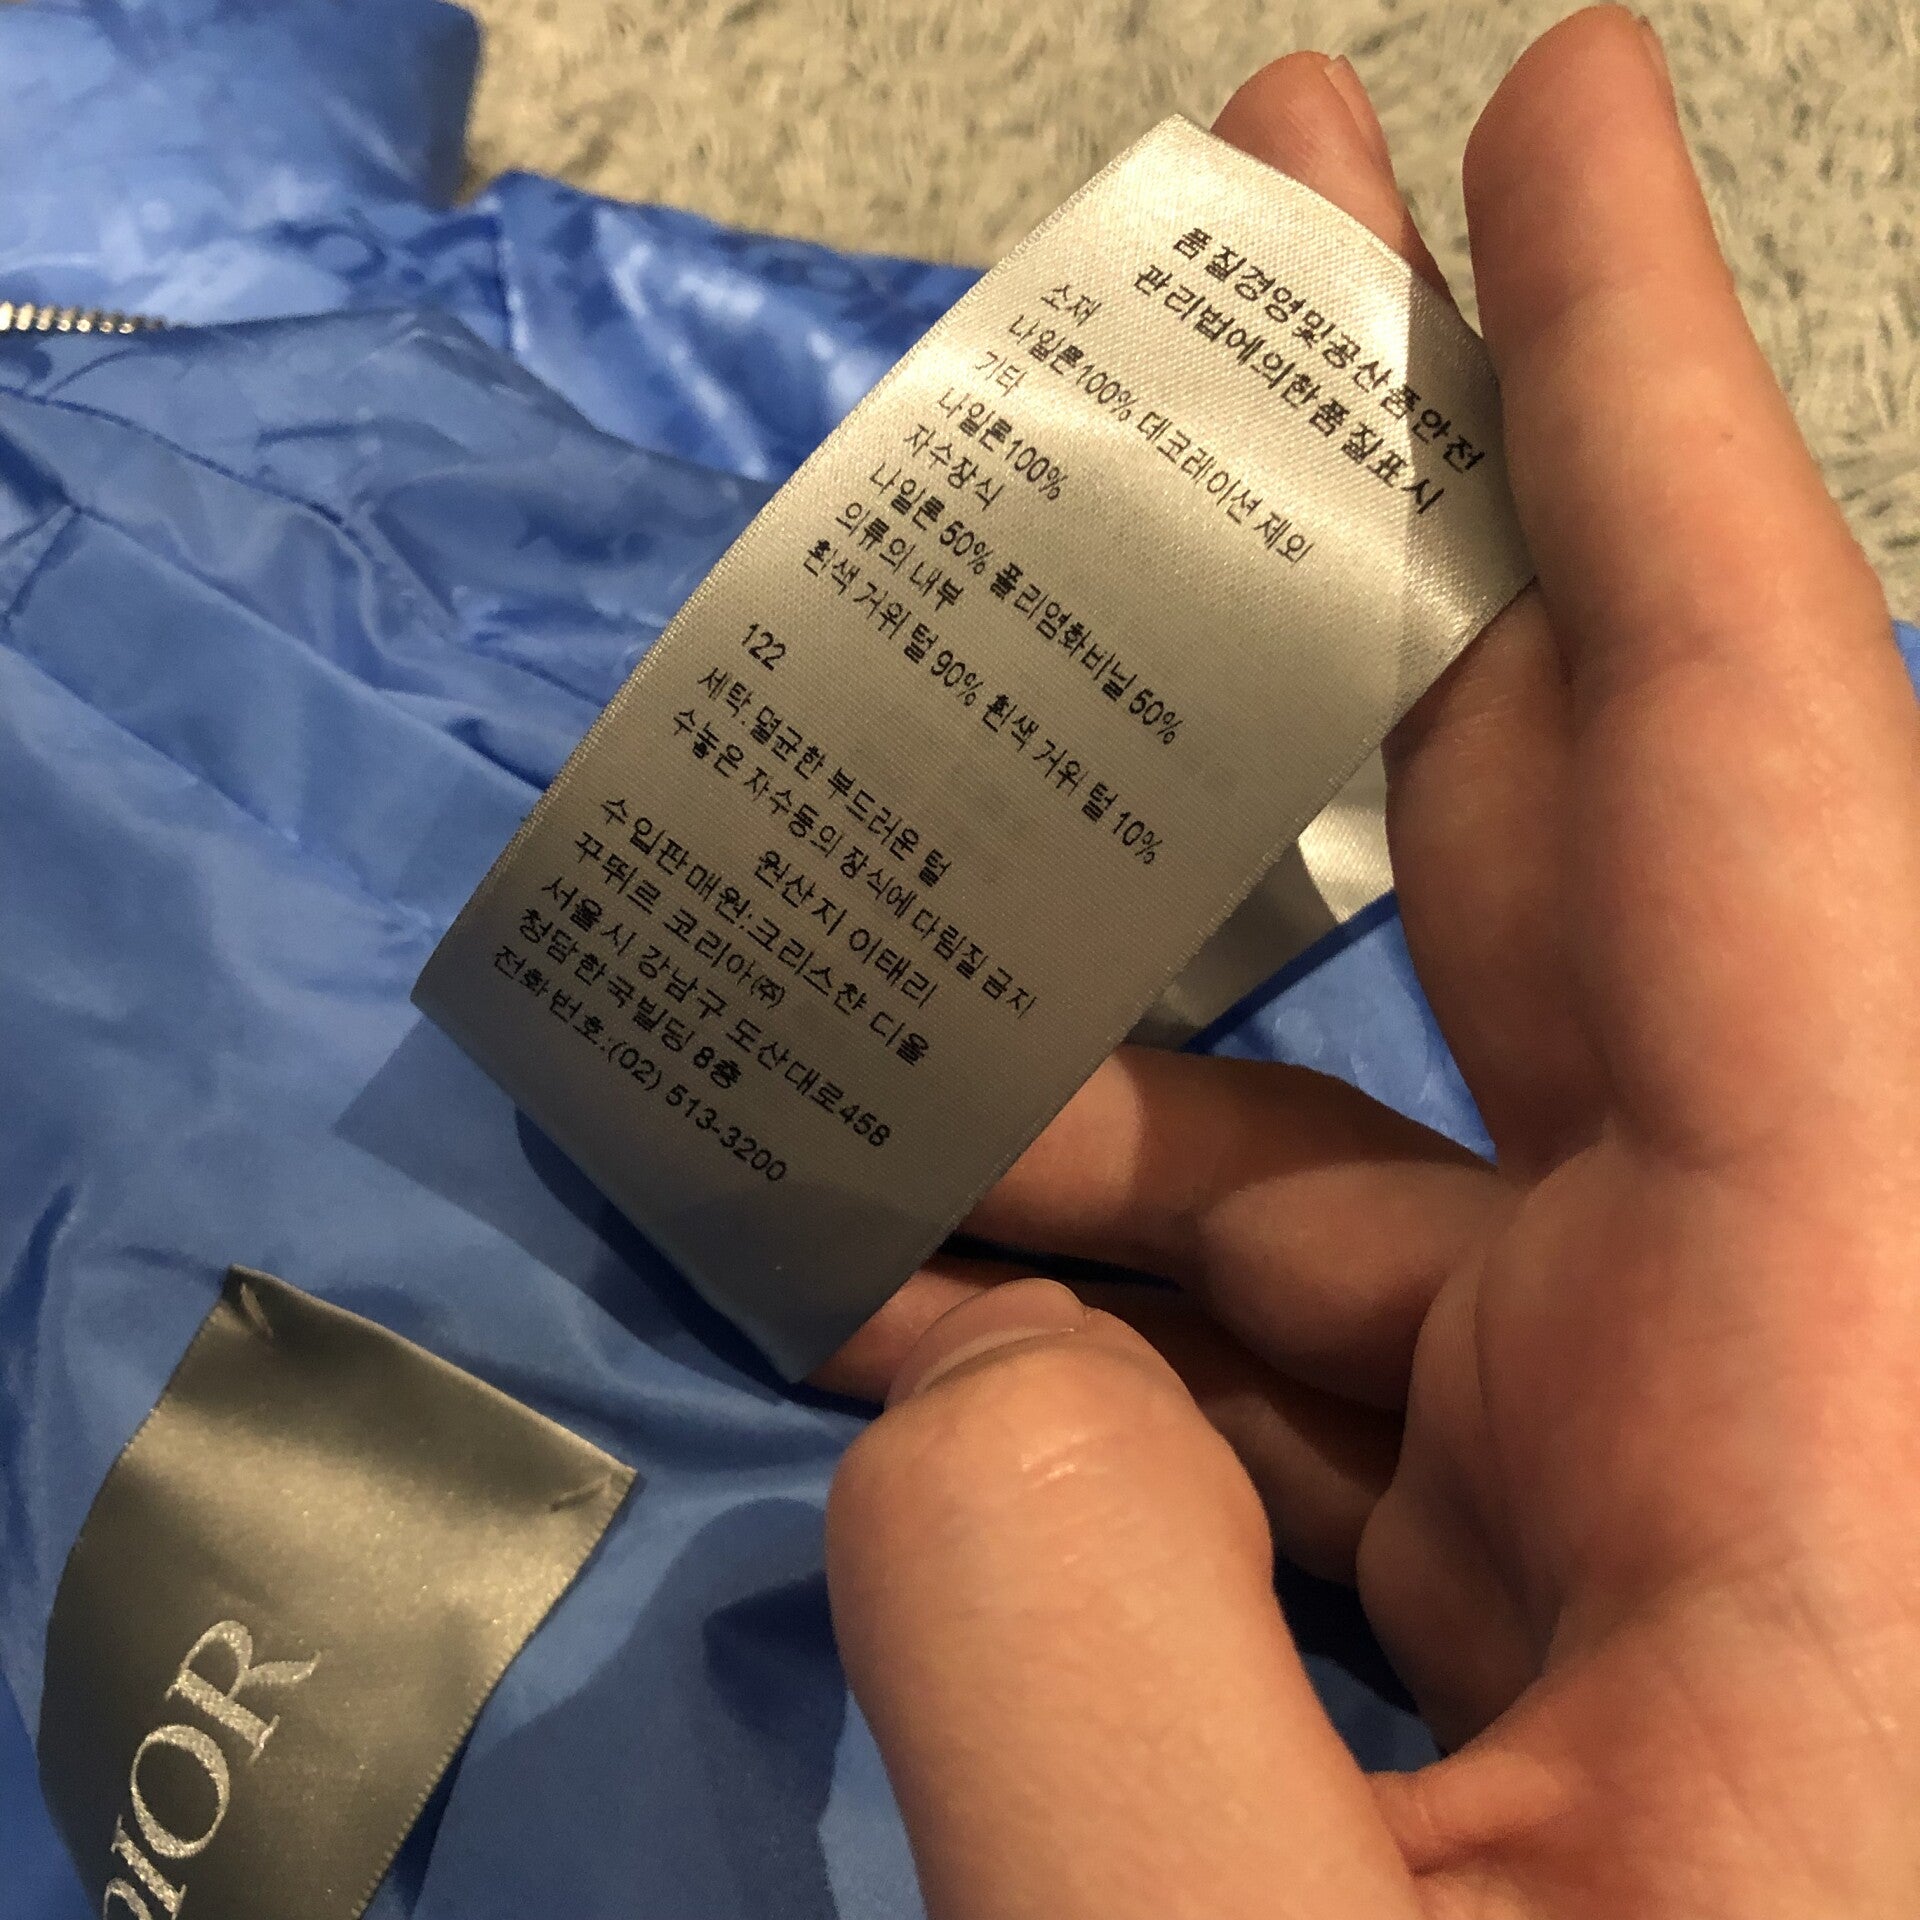 품질경영및공산품안전
관리법에의한품질표시
소재
나일론100% 데코레이션 제외
기타
나일론100%
자수장식
나일론 50% 폴리염화비닐 50%
의류의 내부
흰색 거위 털 90% 흰색 거위 털 10%
122
세탁.멸균한 부드러운 털
수놓은 자수등의 장식에 다림질 금지
원산지 이태리
수입판매원:크리스챤 디올
꾸뛰르 코리아㈜
서울시 강남구 도산대로458
청담한국빌딩 8층
전화번호:(02) 513-3200
DIOR